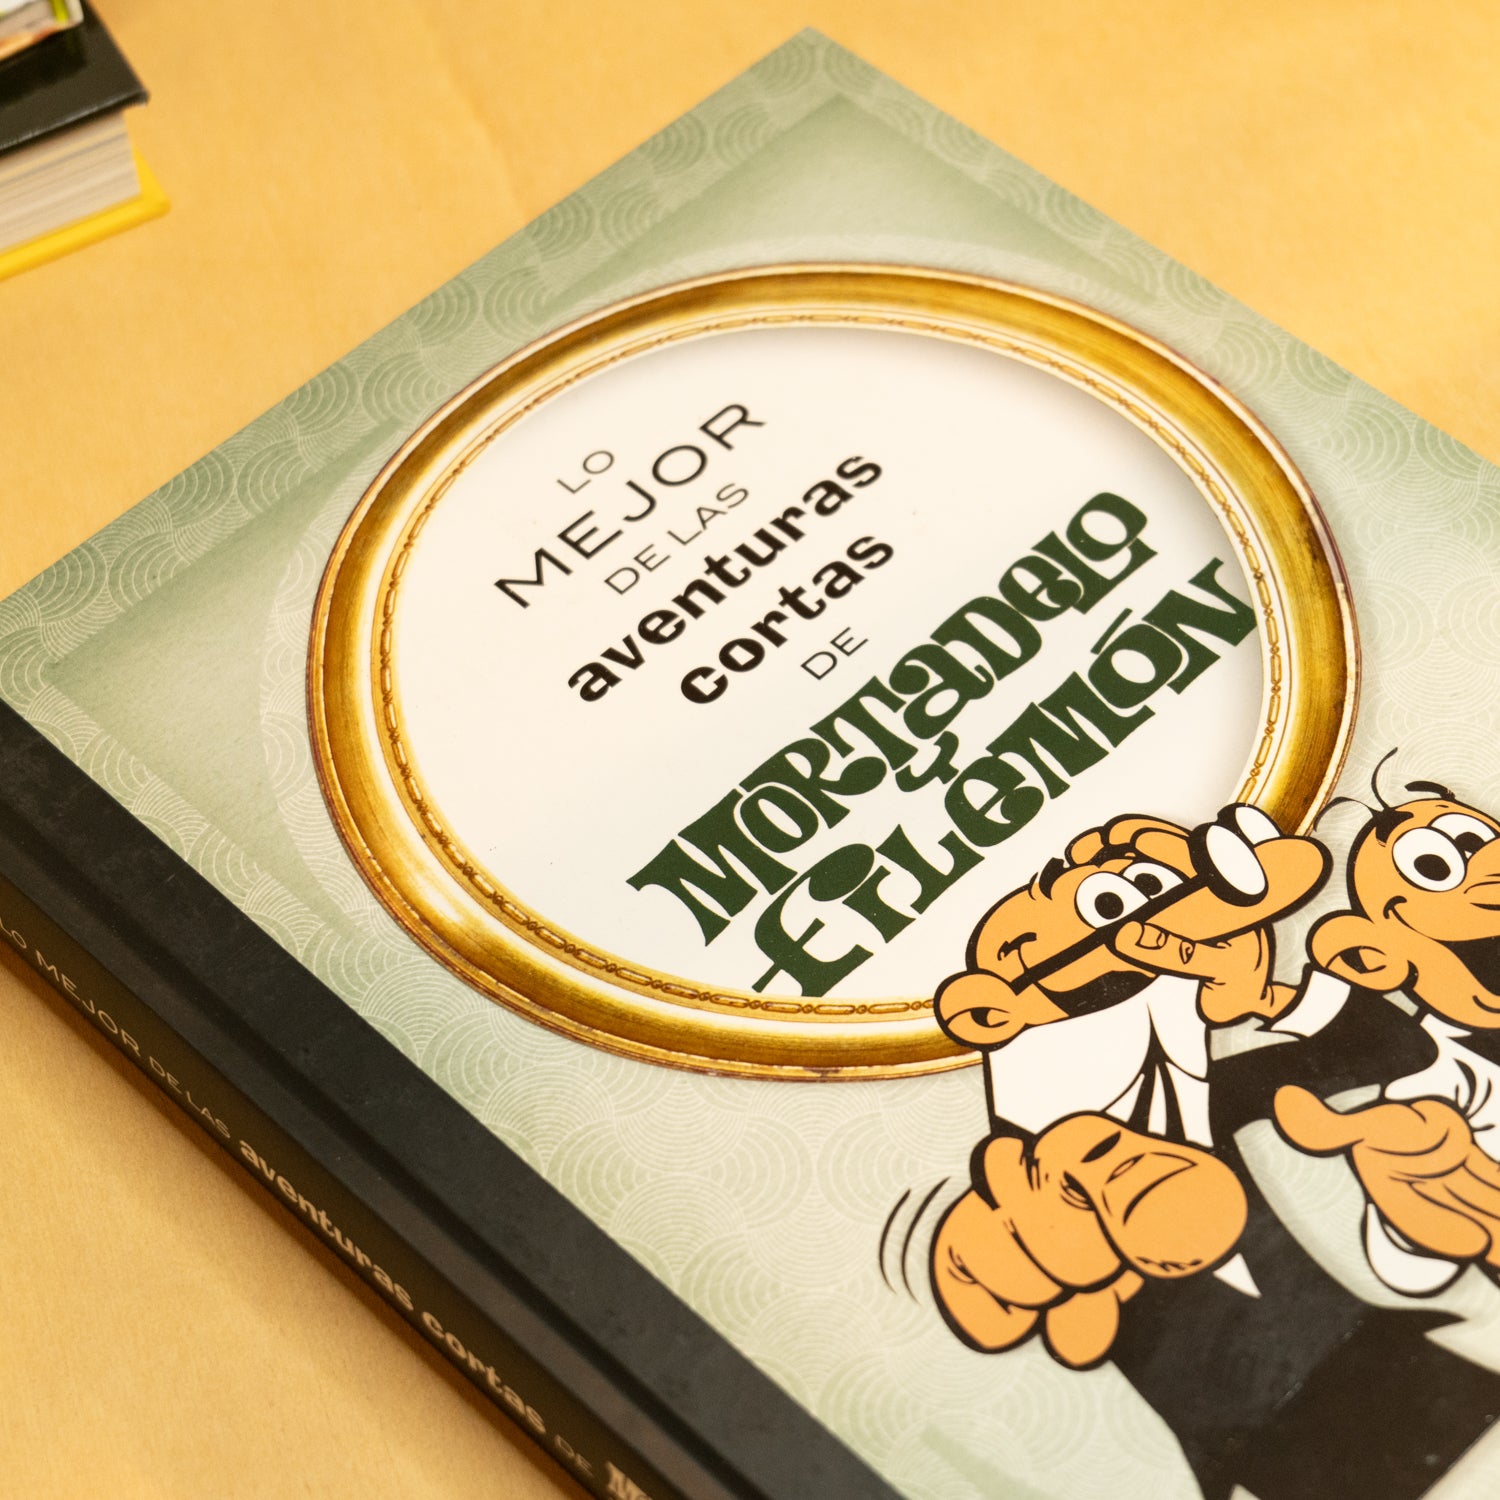 LO
MEJOR
DE LAS
aventuras
cortas
DE
MORTADELO
Y
FILEMÓN
LO MEJOR DE LAS aventuras cortas DE